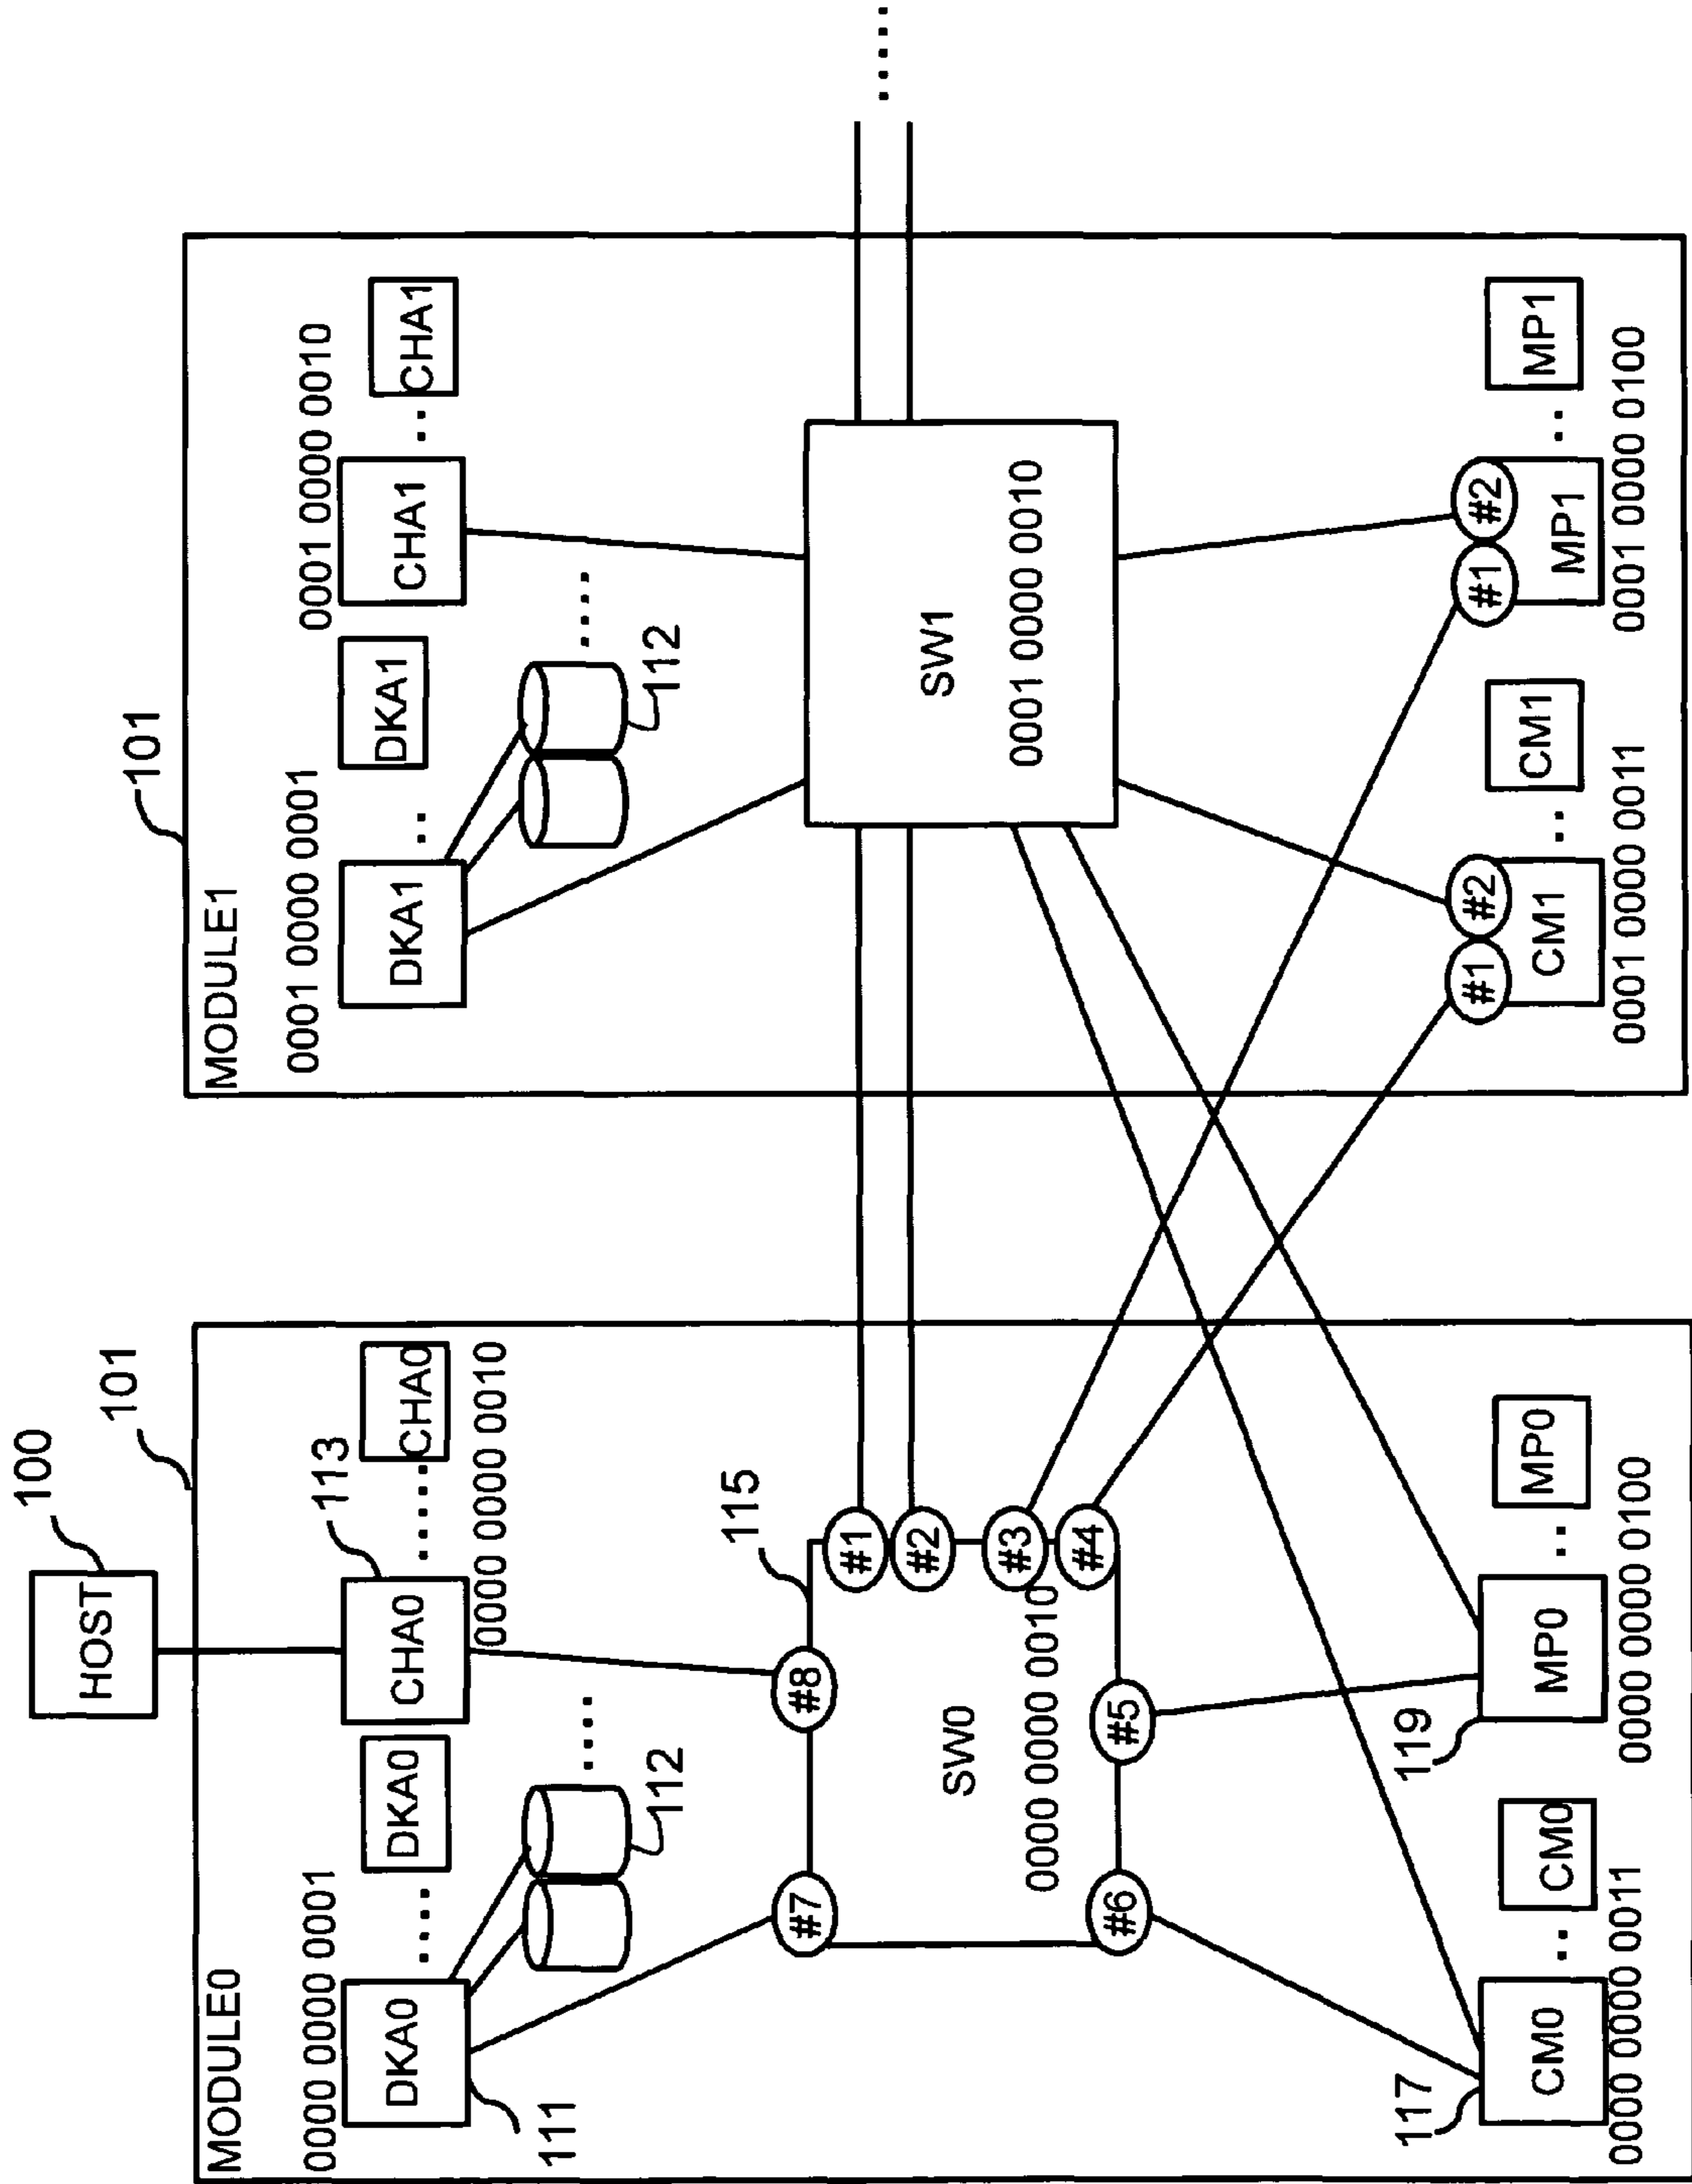 HOST
100
MODULE0
101
0000 0000 0001
DKA0
.....
DKA0
CHA0
113
......
CHA0
0000 0000 0010
111
.....
112
115
#7
#8
#1
#2
#3
#4
#5
#6
SW0
0000 0000 0010
117
CM0
..
CM0
0000 0000 0011
119
MP0
..
MP0
0000 0000 0100
MODULE1
101
0001 0000 0001
DKA1
..
DKA1
0001 0000 0010
CHA1
..
CHA1
.....
112
SW1
0001 0000 0010
.....
#1
#2
CM1
..
CM1
0001 0000 0011
#1
#2
MP1
..
MP1
0001 0000 0100